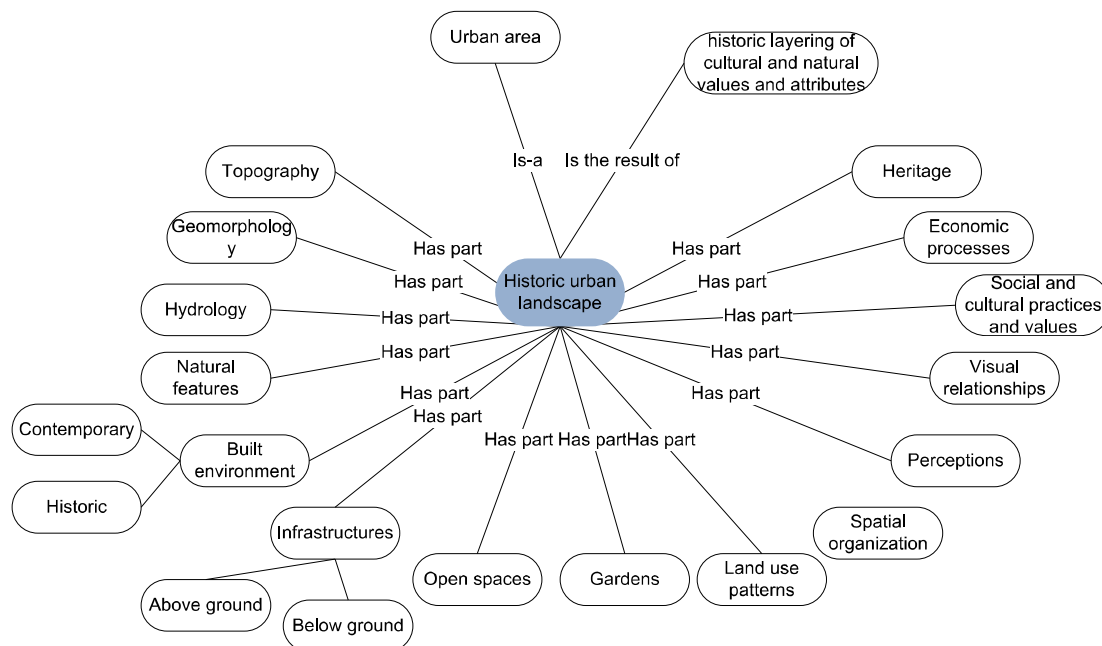 Urban area
historic layering of
cultural and natural
values and attributes
Is-a
Is the result of
Topography
Heritage
Geomorpholog
y
Economic
processes
Has part
Has part
Has part
Has part
Historic urban
landscape
Hydrology
Social and
cultural practices
and values
Has part
Has part
Natural
features
Has part
Has part
Visual
relationships
Has part
Has part
Has part
Contemporary
Built
environment
Historic
Has part
Has part
Has part
Perceptions
Infrastructures
Spatial
organization
Open spaces
Gardens
Land use
patterns
Above ground
Below ground